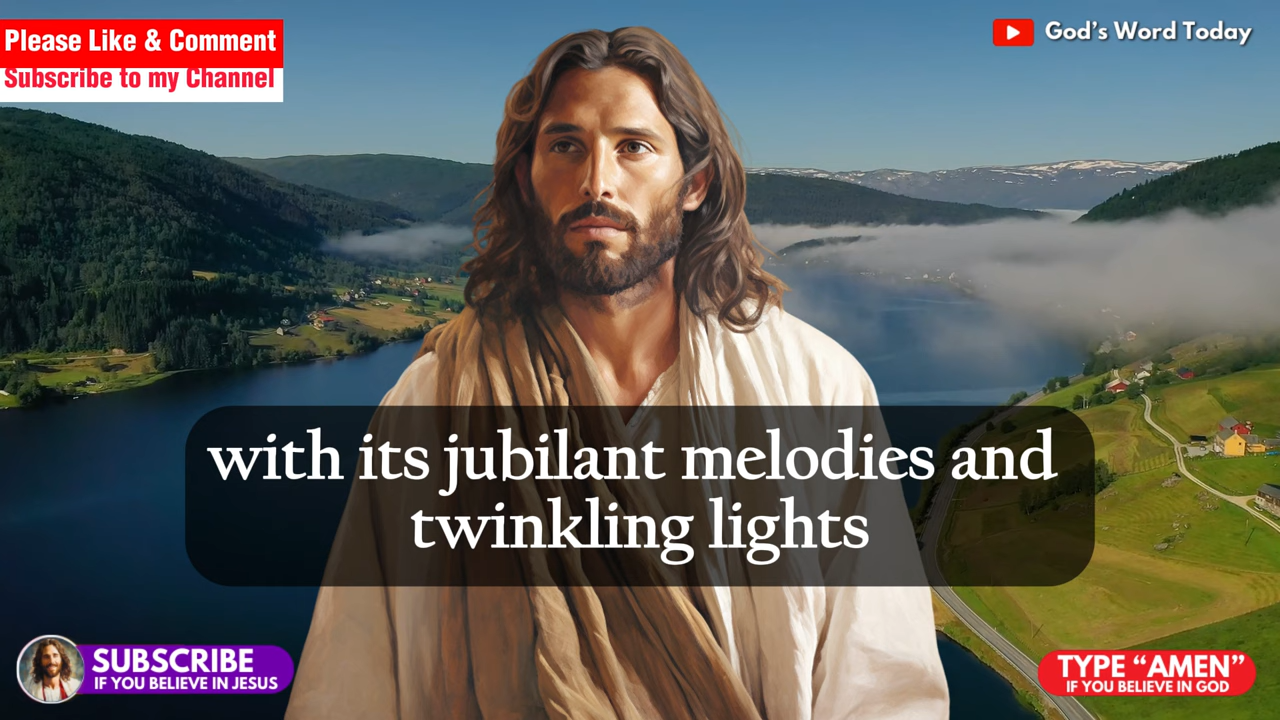 Please Like & Comment
Subscribe to my Channel
God's Word Today
with its jubilant melodies and
twinkling lights
SUBSCRIBE
IF YOU BELIEVE IN JESUS
TYPE “AMEN”
IF YOU BELIEVE IN GOD